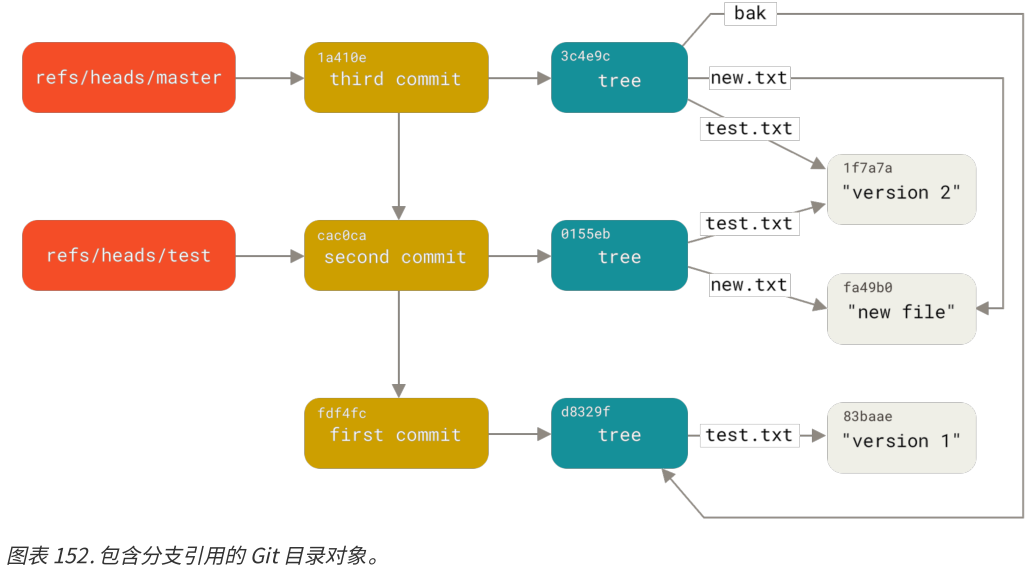 bak
refs/heads/master
1a410e
third commit
3c4e9c
tree
new.txt
test.txt
1f7a7a
"version 2"
refs/heads/test
cac0ca
second commit
0155eb
tree
test.txt
new.txt
fa49b0
"new file"
fdf4fc
first commit
d8329f
tree
test.txt
83baae
"version 1"
图表 152. 包含分支引用的 Git 目录对象。